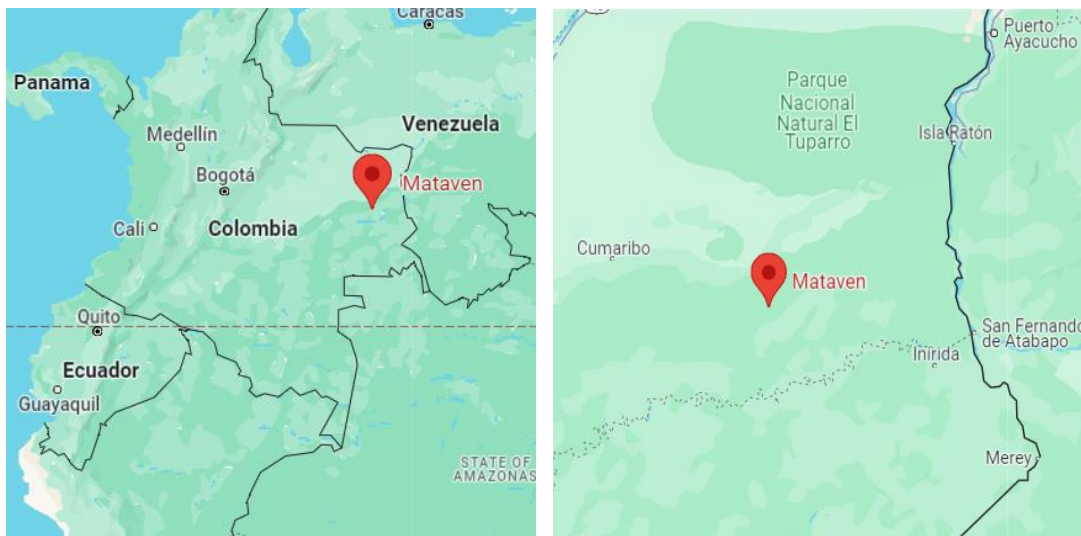 Caracas
Panama
Venezuela
Medellín
Bogotá
Mataven
Cali
Colombia
Quito
Ecuador
Guayaquil
STATE OF
AMAZONAS
Puerto
Ayacucho
Parque
Nacional
Natural El
Tuparro
Isla Ratón
Cumaribo
Mataven
San Fernando
de Atabapo
Inírida
Merey